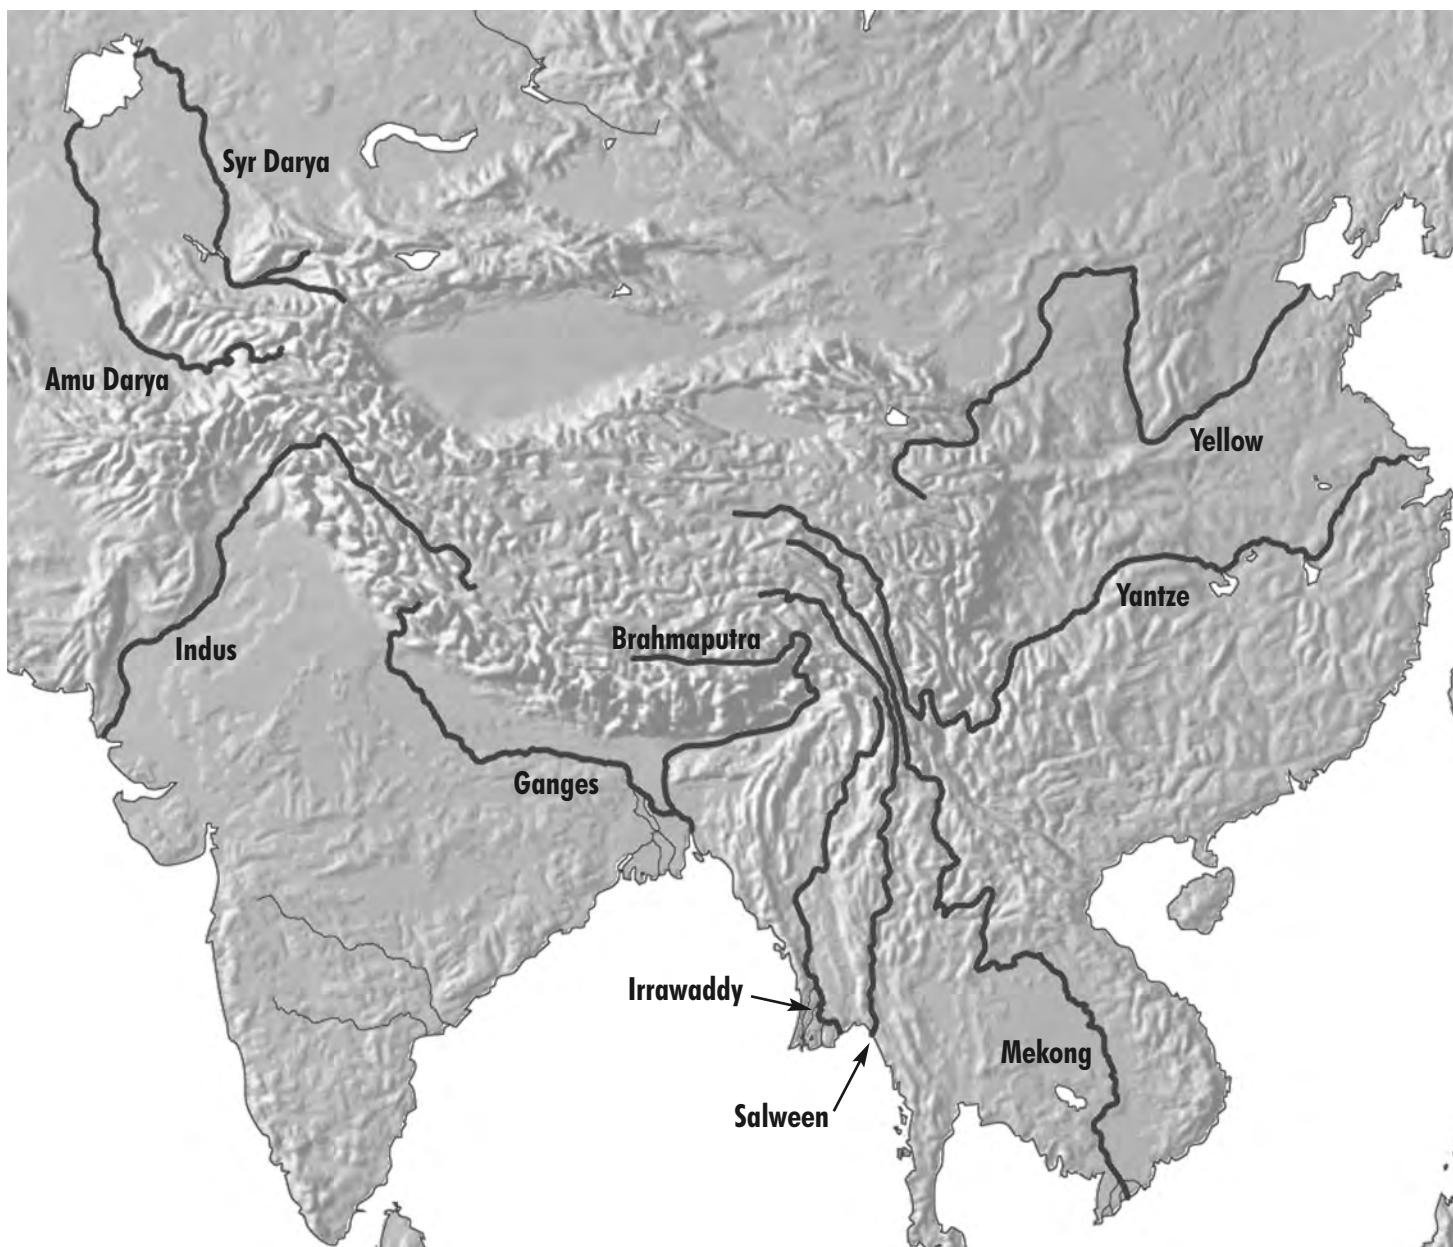 Syr Darya
Amu Darya
Yellow
Yantze
Brahmaputra
Indus
Ganges
Irrawaddy
Mekong
Salween